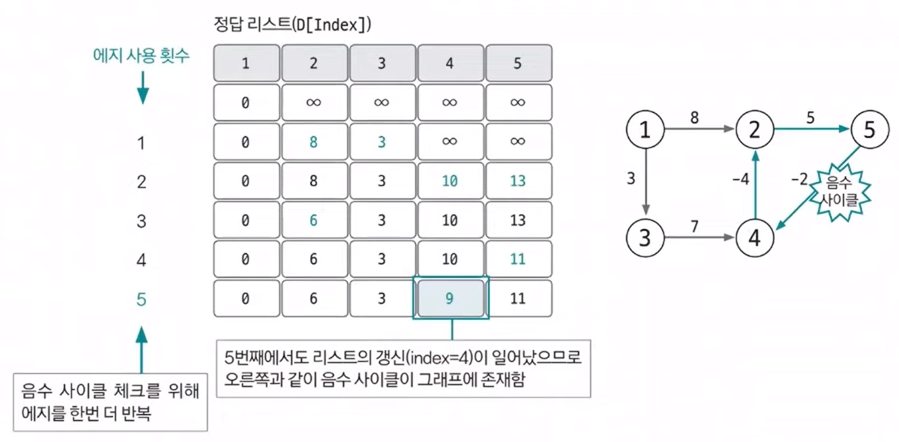 정답 리스트(D[Index])
에지 사용 횟수
1 2 3 4 5
0 ∞ ∞ ∞ ∞
1 0 8 3 ∞ ∞
2 0 8 3 10 13
3 0 6 3 10 13
4 0 6 3 10 11
5 0 6 3 9 11
5번째에서도 리스트의 갱신(index=4)이 일어났으므로
오른쪽과 같이 음수 사이클이 그래프에 존재함
음수 사이클 체크를 위해
에지를 한번 더 반복
1 8 2 5 5
3 -4 -2 음수
사이클
3 7 4